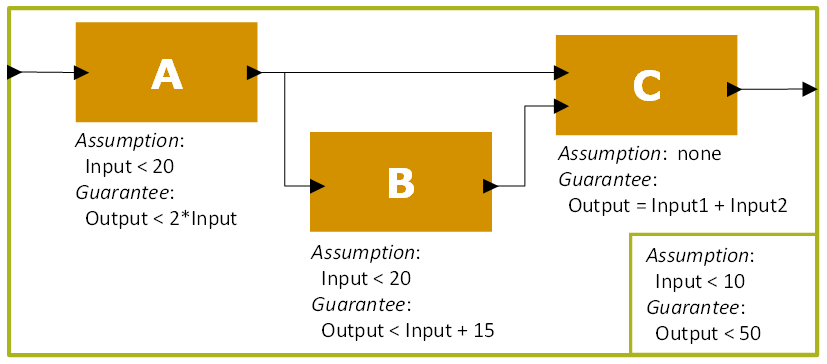 A
Assumption:
Input < 20
Guarantee:
Output < 2*Input
B
Assumption:
Input < 20
Guarantee:
Output < Input + 15
C
Assumption: none
Guarantee:
Output = Input1 + Input2
Assumption:
Input < 10
Guarantee:
Output < 50